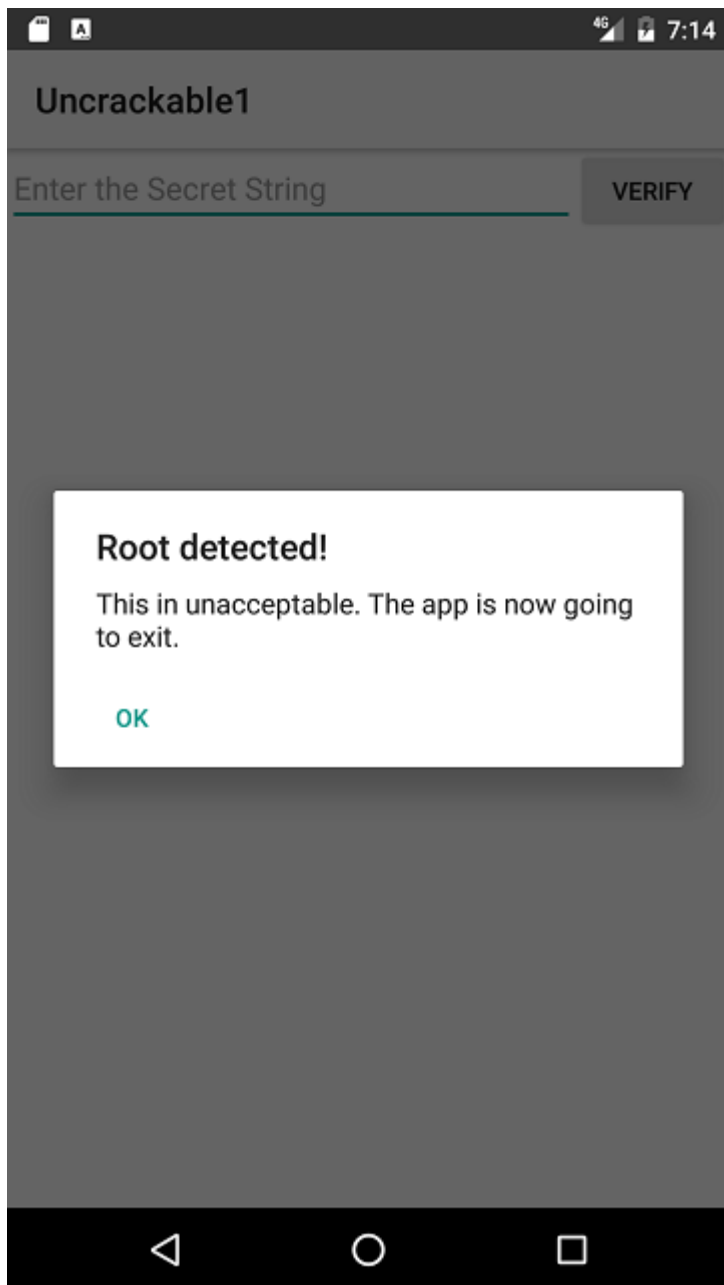 4G 7:14
Uncrackable1
Enter the Secret String VERIFY
Root detected!
This in unacceptable. The app is now going
to exit.
OK